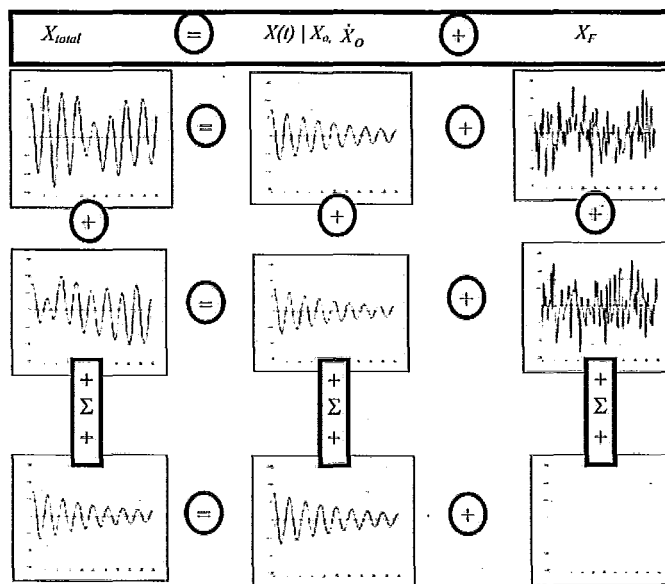 X_total = X(t) | X_o, Ẋ_O + X_F
= +
+ + +
= +
+ + +
Σ Σ Σ
+ + +
= +